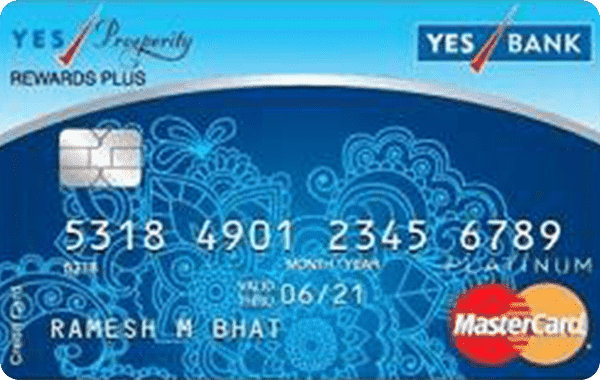 YES Prosperity
REWARDS PLUS
YES BANK
5318 4901 2345 6789
5318
MONTH / YEAR
PLATINUM
VALID THRU 06/21
RAMESH M BHAT
MasterCard
Credit Card